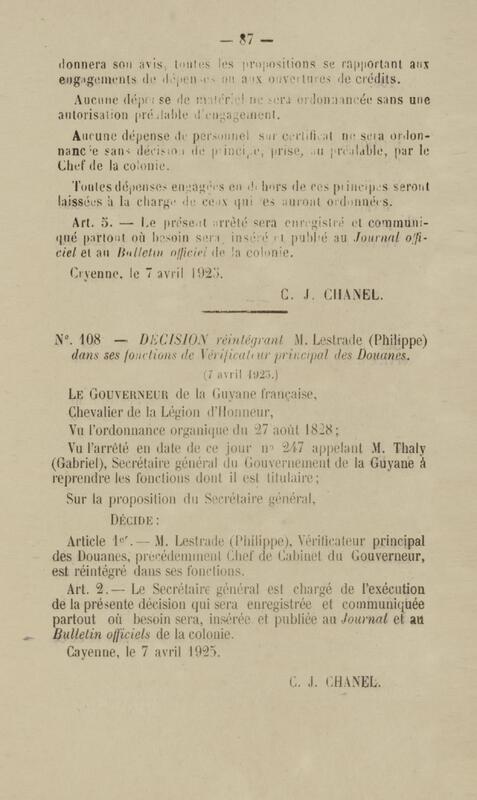 — 87 —
donnera son avis, toutes les propositions se rapportant aux
engagements de dépenses ou aux ouvertures de crédits.
Aucune dépense de matériel ne sera ordonnancée sans une
autorisation préalable d'engagement.
Aucune dépense de personnel sur certificat ne sera ordon-
nancée sans décision de principe, prise, au préalable, par le
Chef de la colonie.
Toutes dépenses engagées en dehors de ces principes seront
laissées à la charge de ceux qui les auront ordonnées.
Art. 5. — Le présent arrêté sera enregistré et communi-
qué partout où besoin sera, inséré et publié au Journal offi-
ciel et au Bulletin officiel de la colonie.
Cayenne, le 7 avril 1925.
C. J. CHANEL.
N°. 108 — DÉCISION réintégrant M. Lestrade (Philippe)
dans ses fonctions de Vérificateur principal des Douanes.
(7 avril 1925.)
LE GOUVERNEUR de la Guyane française,
Chevalier de la Légion d'Honneur,
Vu l'ordonnance organique du 27 août 1828;
Vu l'arrêté en date de ce jour n° 247 appelant M. Thaly
(Gabriel), Secrétaire général du Gouvernement de la Guyane à
reprendre les fonctions dont il est titulaire;
Sur la proposition du Secrétaire général,
DÉCIDE:
Article 1er. — M. Lestrade (Philippe), Vérificateur principal
des Douanes, précédemment Chef de Cabinet du Gouverneur,
est réintégré dans ses fonctions.
Art. 2. — Le Secrétaire général est chargé de l'exécution
de la présente décision qui sera enregistrée et communiquée
partout où besoin sera, insérée et publiée au Journal et au
Bulletin officiels de la colonie.
Cayenne, le 7 avril 1925.
C. J. CHANEL.